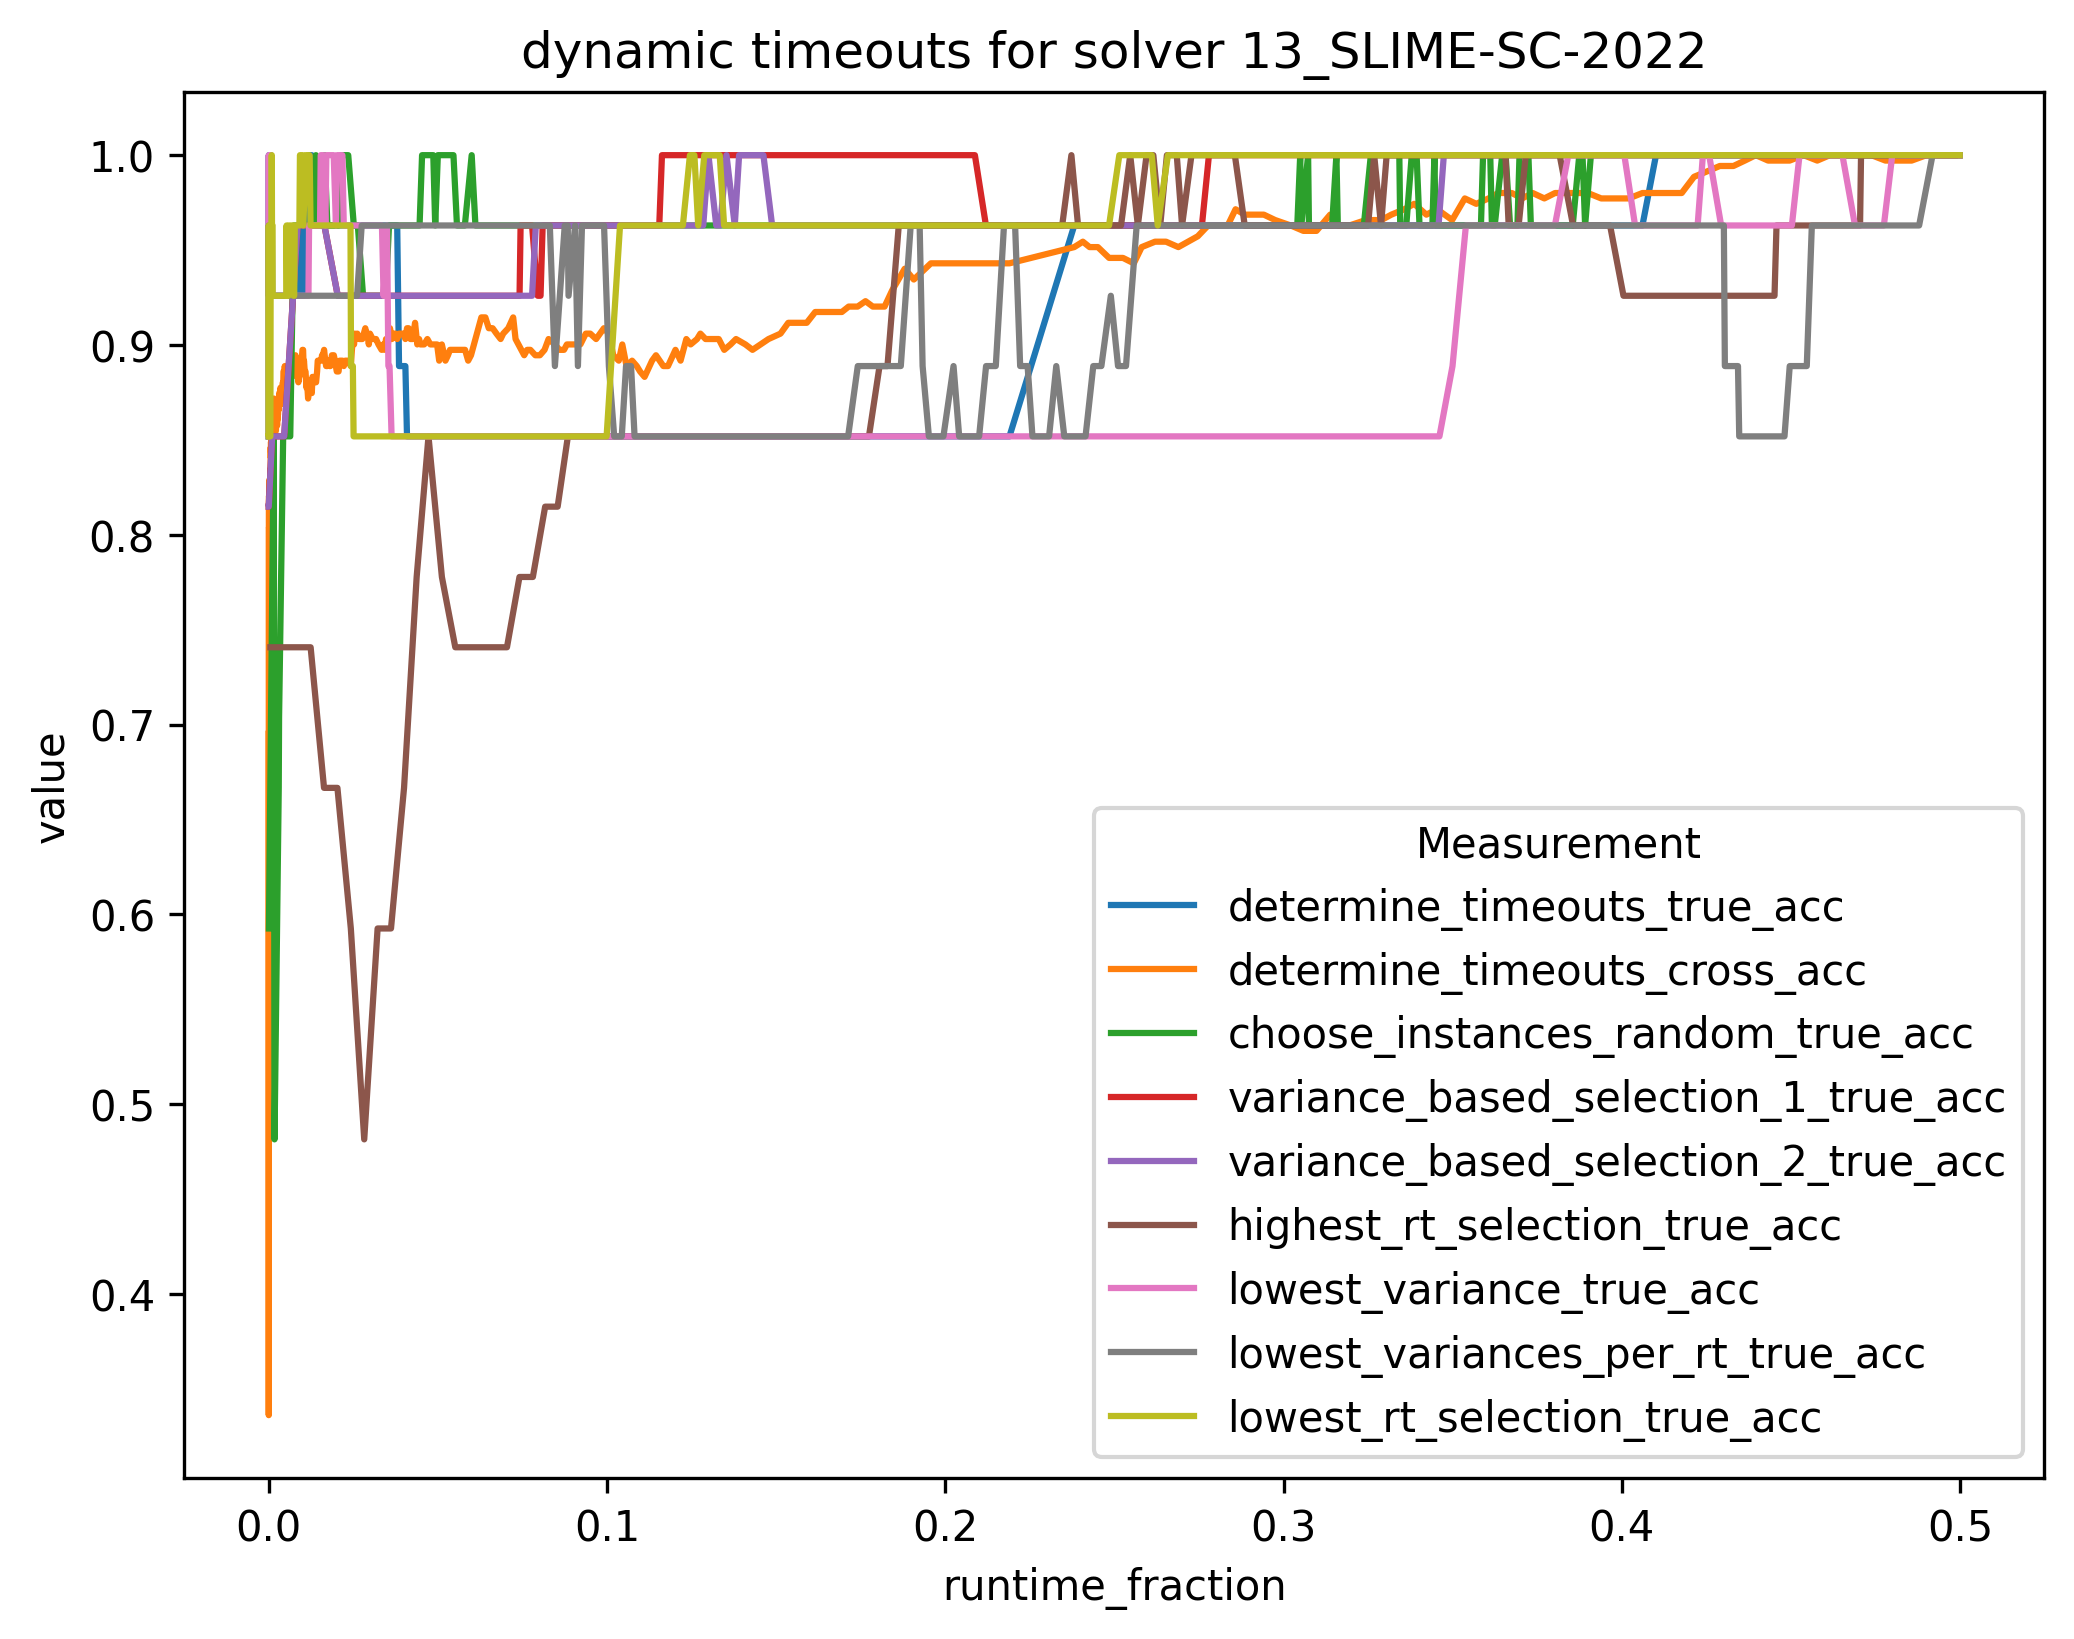 dynamic timeouts for solver 13_SLIME-SC-2022
1.0
0.9
0.8
0.7
0.6
0.5
0.4
value
Measurement
determine_timeouts_true_acc
determine_timeouts_cross_acc
choose_instances_random_true_acc
variance_based_selection_1_true_acc
variance_based_selection_2_true_acc
highest_rt_selection_true_acc
lowest_variance_true_acc
lowest_variances_per_rt_true_acc
lowest_rt_selection_true_acc
0.0 0.1 0.2 0.3 0.4 0.5
runtime_fraction